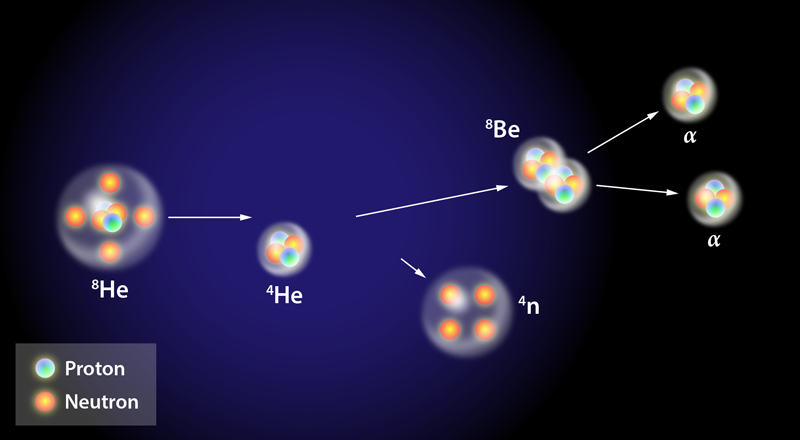 ⁸Be
α
α
⁸He
⁴He
⁴n
Proton
Neutron